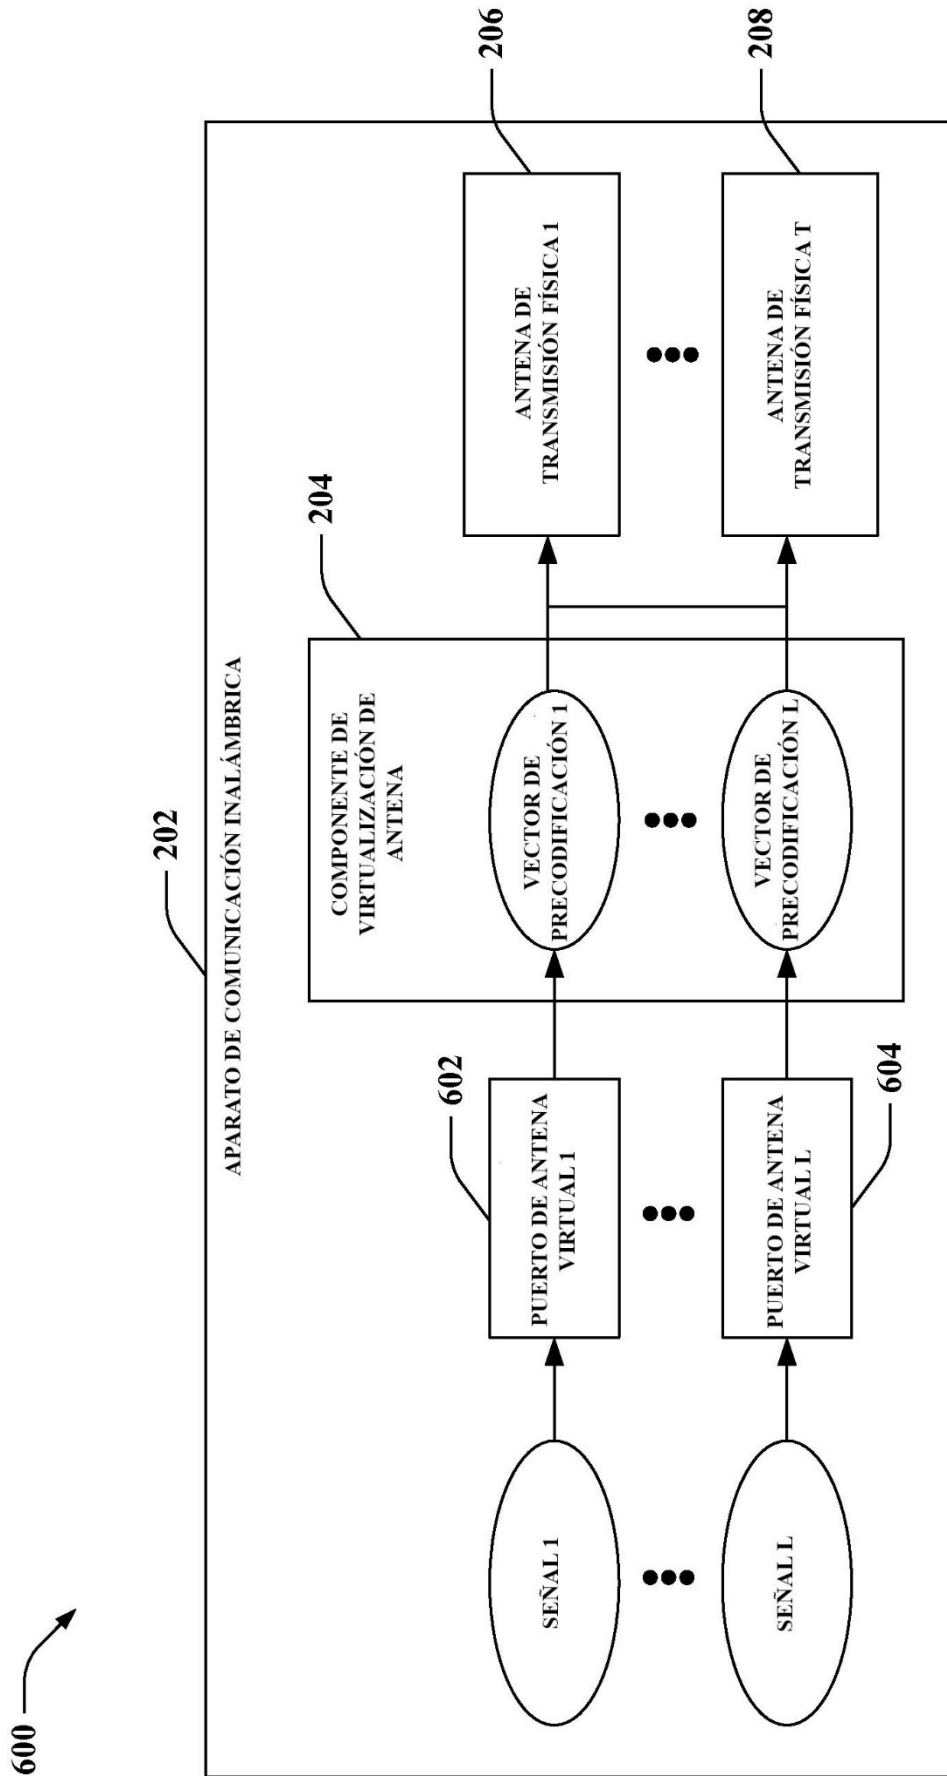 600
202
APARATO DE COMUNICACIÓN INALÁMBRICA
204
COMPONENTE DE
VIRTUALIZACIÓN DE
ANTENA
206
208
602
604
SEÑAL 1
PUERTO DE ANTENA
VIRTUAL 1
VECTOR DE
PRECODIFICACIÓN 1
ANTENA DE
TRANSMISIÓN FÍSICA 1
SEÑAL L
PUERTO DE ANTENA
VIRTUAL L
VECTOR DE
PRECODIFICACIÓN L
ANTENA DE
TRANSMISIÓN FÍSICA T